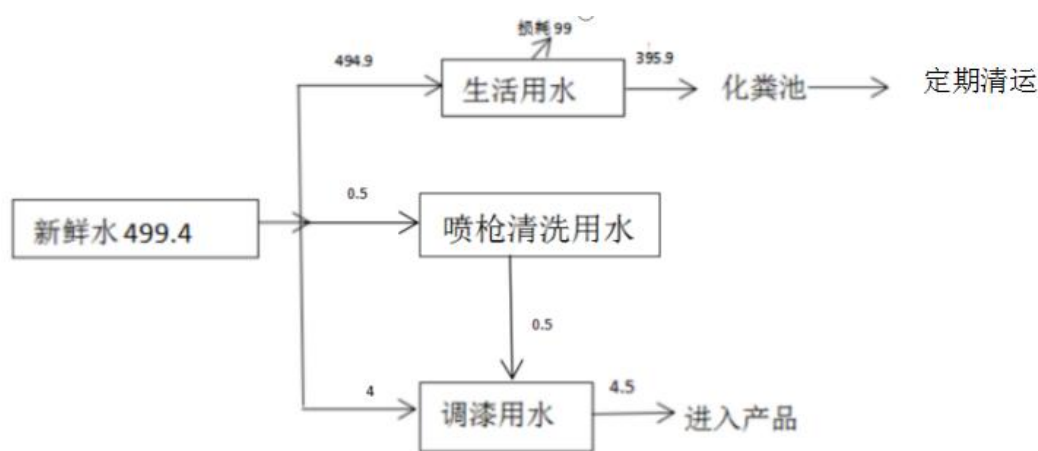 损耗 99
494.9
395.9
生活用水
化粪池
定期清运
0.5
新鲜水 499.4
喷枪清洗用水
0.5
4
4.5
调漆用水
进入产品